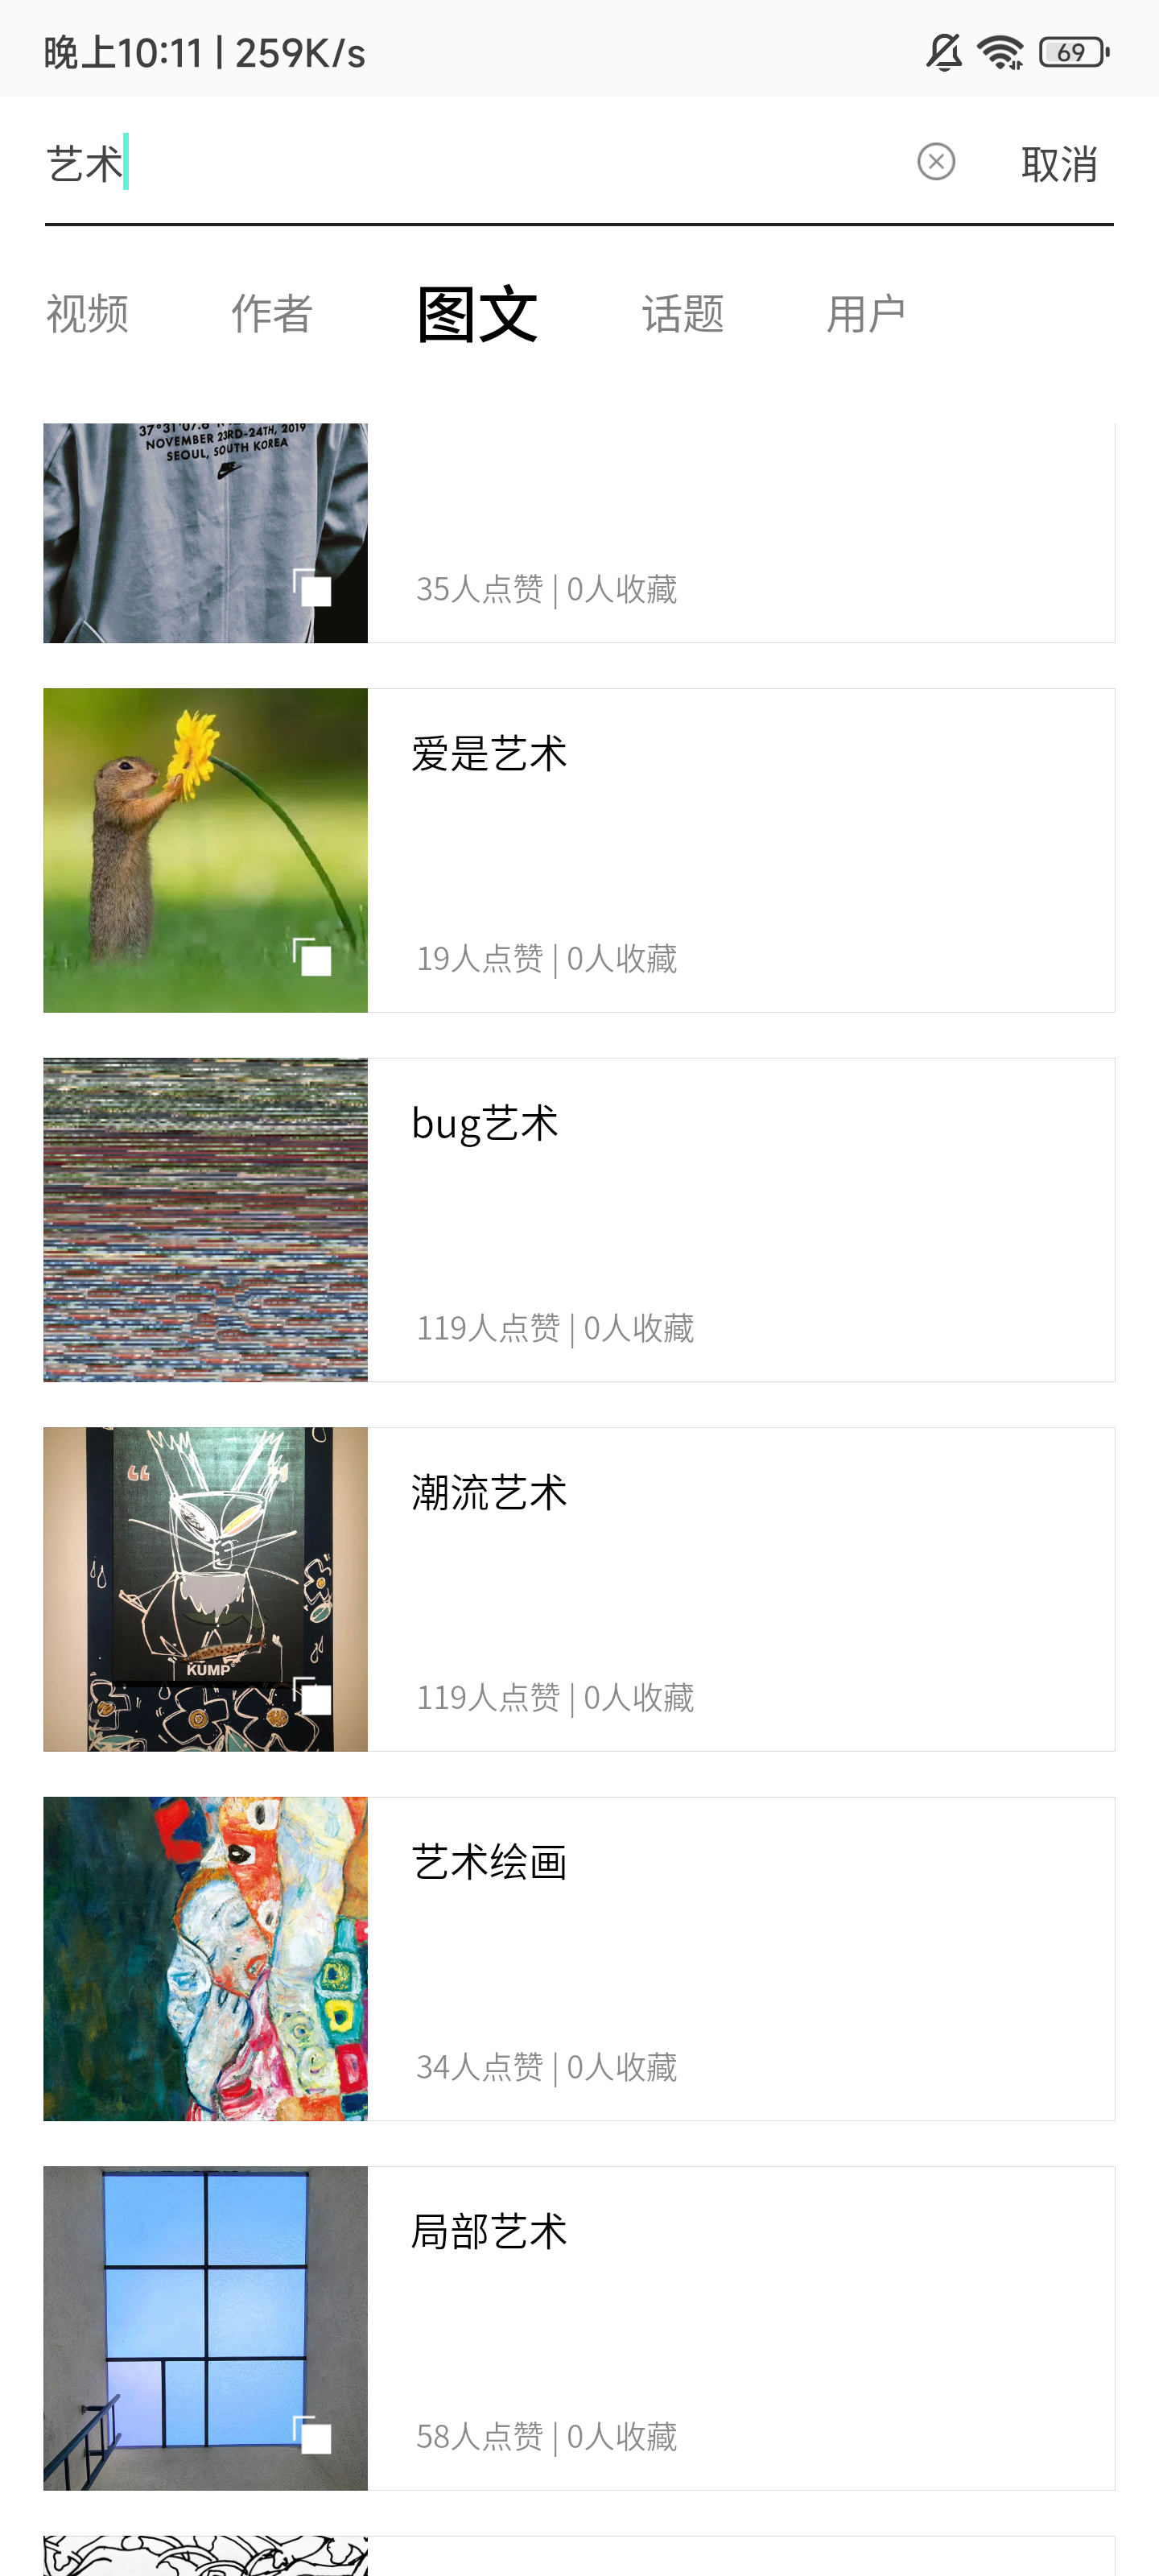 晚上10:11 | 259K/s
69
艺术
取消
视频 作者 图文 话题 用户
NOVEMBER 23RD-24TH, 2019
SEOUL, SOUTH KOREA
35人点赞 | 0人收藏
爱是艺术
19人点赞 | 0人收藏
bug艺术
119人点赞 | 0人收藏
潮流艺术
KUMP
119人点赞 | 0人收藏
艺术绘画
34人点赞 | 0人收藏
局部艺术
58人点赞 | 0人收藏